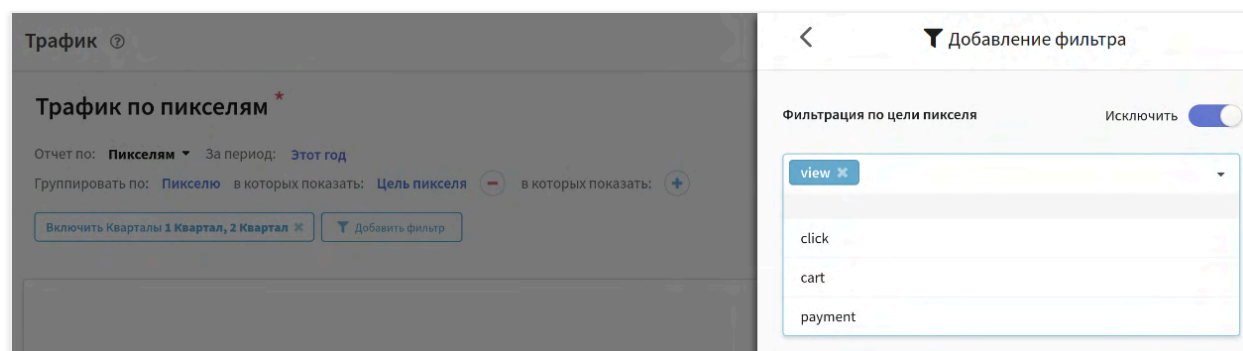 Трафик
Трафик по пикселям *
Отчет по: Пикселям За период: Этот год
Группировать по: Пикселю в которых показать: Цель пикселя в которых показать:
Включить Кварталы 1 Квартал, 2 Квартал Добавить фильтр
Добавление фильтра
Фильтрация по цели пикселя Исключить
view
click
cart
payment